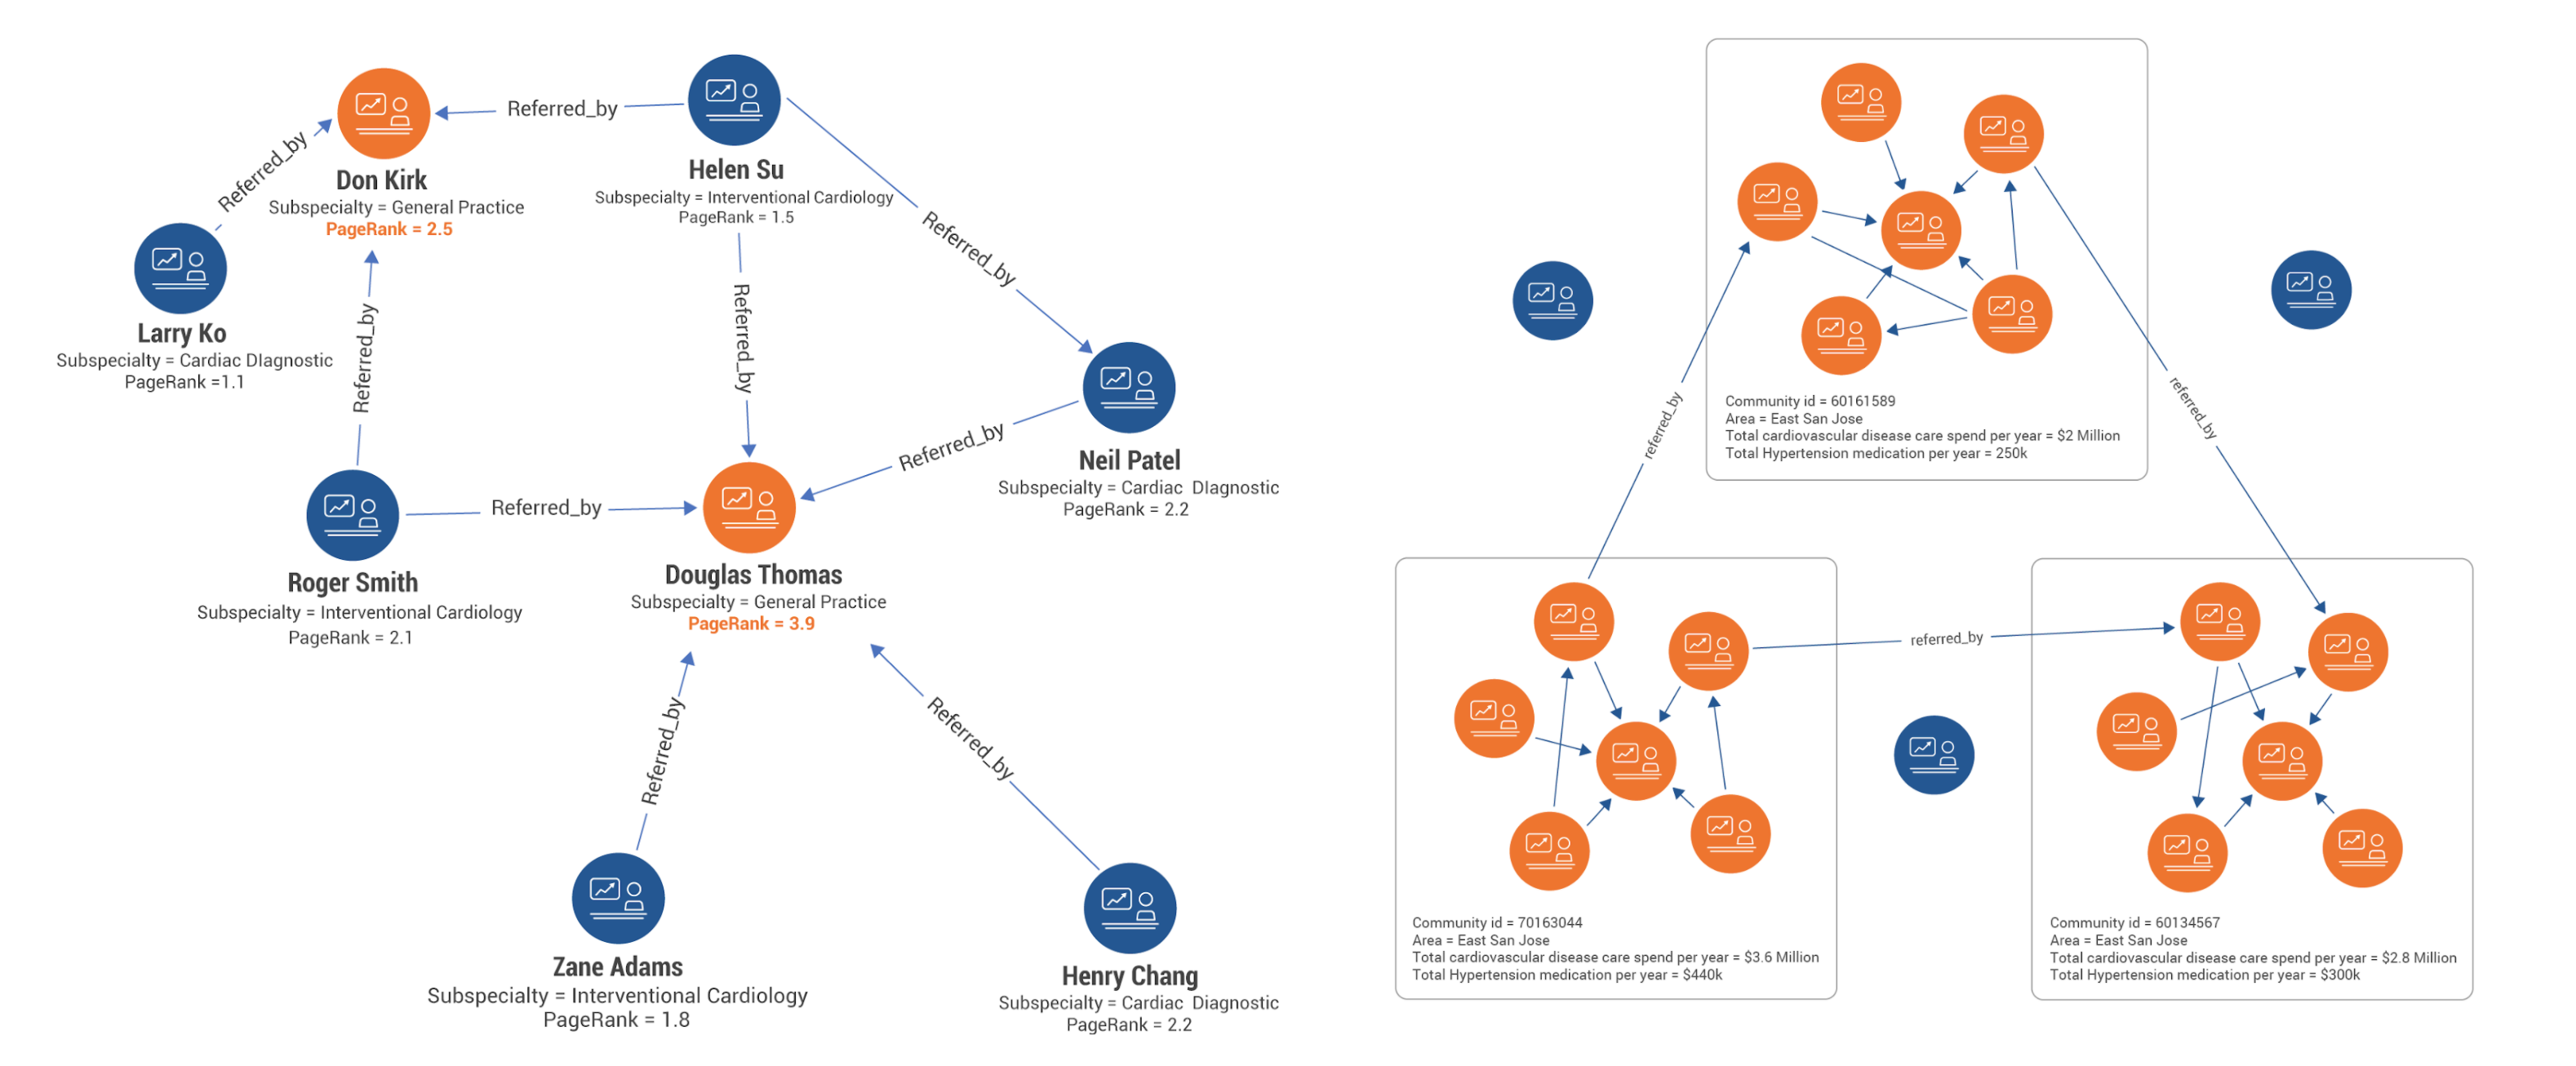 Referred_by
Don Kirk
Subspecialty = General Practice
PageRank = 2.5
Referred_by
Helen Su
Subspecialty = Interventional Cardiology
PageRank = 1.5
Referred_by
Larry Ko
Subspecialty = Cardiac DIagnostic
PageRank =1.1
Referred_by
Referred_by
Referred_by
Neil Patel
Subspecialty = Cardiac DIagnostic
PageRank = 2.2
Referred_by
Roger Smith
Subspecialty = Interventional Cardiology
PageRank = 2.1
Referred_by
Douglas Thomas
Subspecialty = General Practice
PageRank = 3.9
Referred_by
Referred_by
Zane Adams
Subspecialty = Interventional Cardiology
PageRank = 1.8
Henry Chang
Subspecialty = Cardiac Diagnostic
PageRank = 2.2
Community id = 60161589
Area = East San Jose
Total cardiovascular disease care spend per year = $2 Million
Total Hypertension medication per year = 250k
referred_by
referred_by
referred_by
Community id = 70163044
Area = East San Jose
Total cardiovascular disease care spend per year = $3.6 Million
Total Hypertension medication per year = $440k
Community id = 60134567
Area = East San Jose
Total cardiovascular disease care spend per year = $2.8 Million
Total Hypertension medication per year = $300k